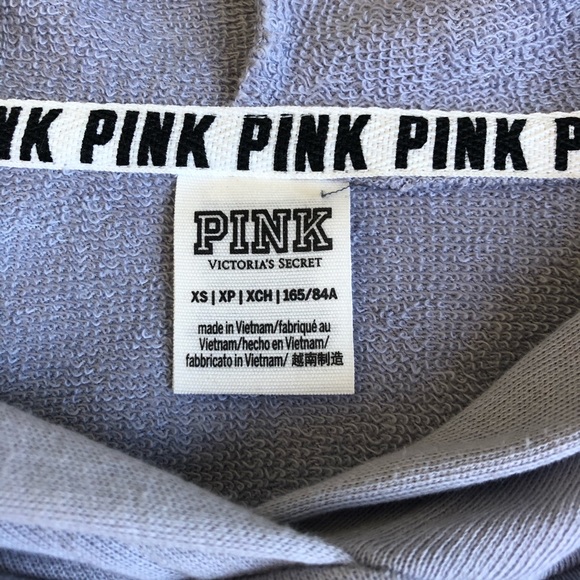 NK PINK PINK PINK P
PINK
VICTORIA'S SECRET
XS | XP | XCH | 165/84A
made in Vietnam/fabriqué au
Vietnam/hecho en Vietnam/
fabbricato in Vietnam/ 越南制造